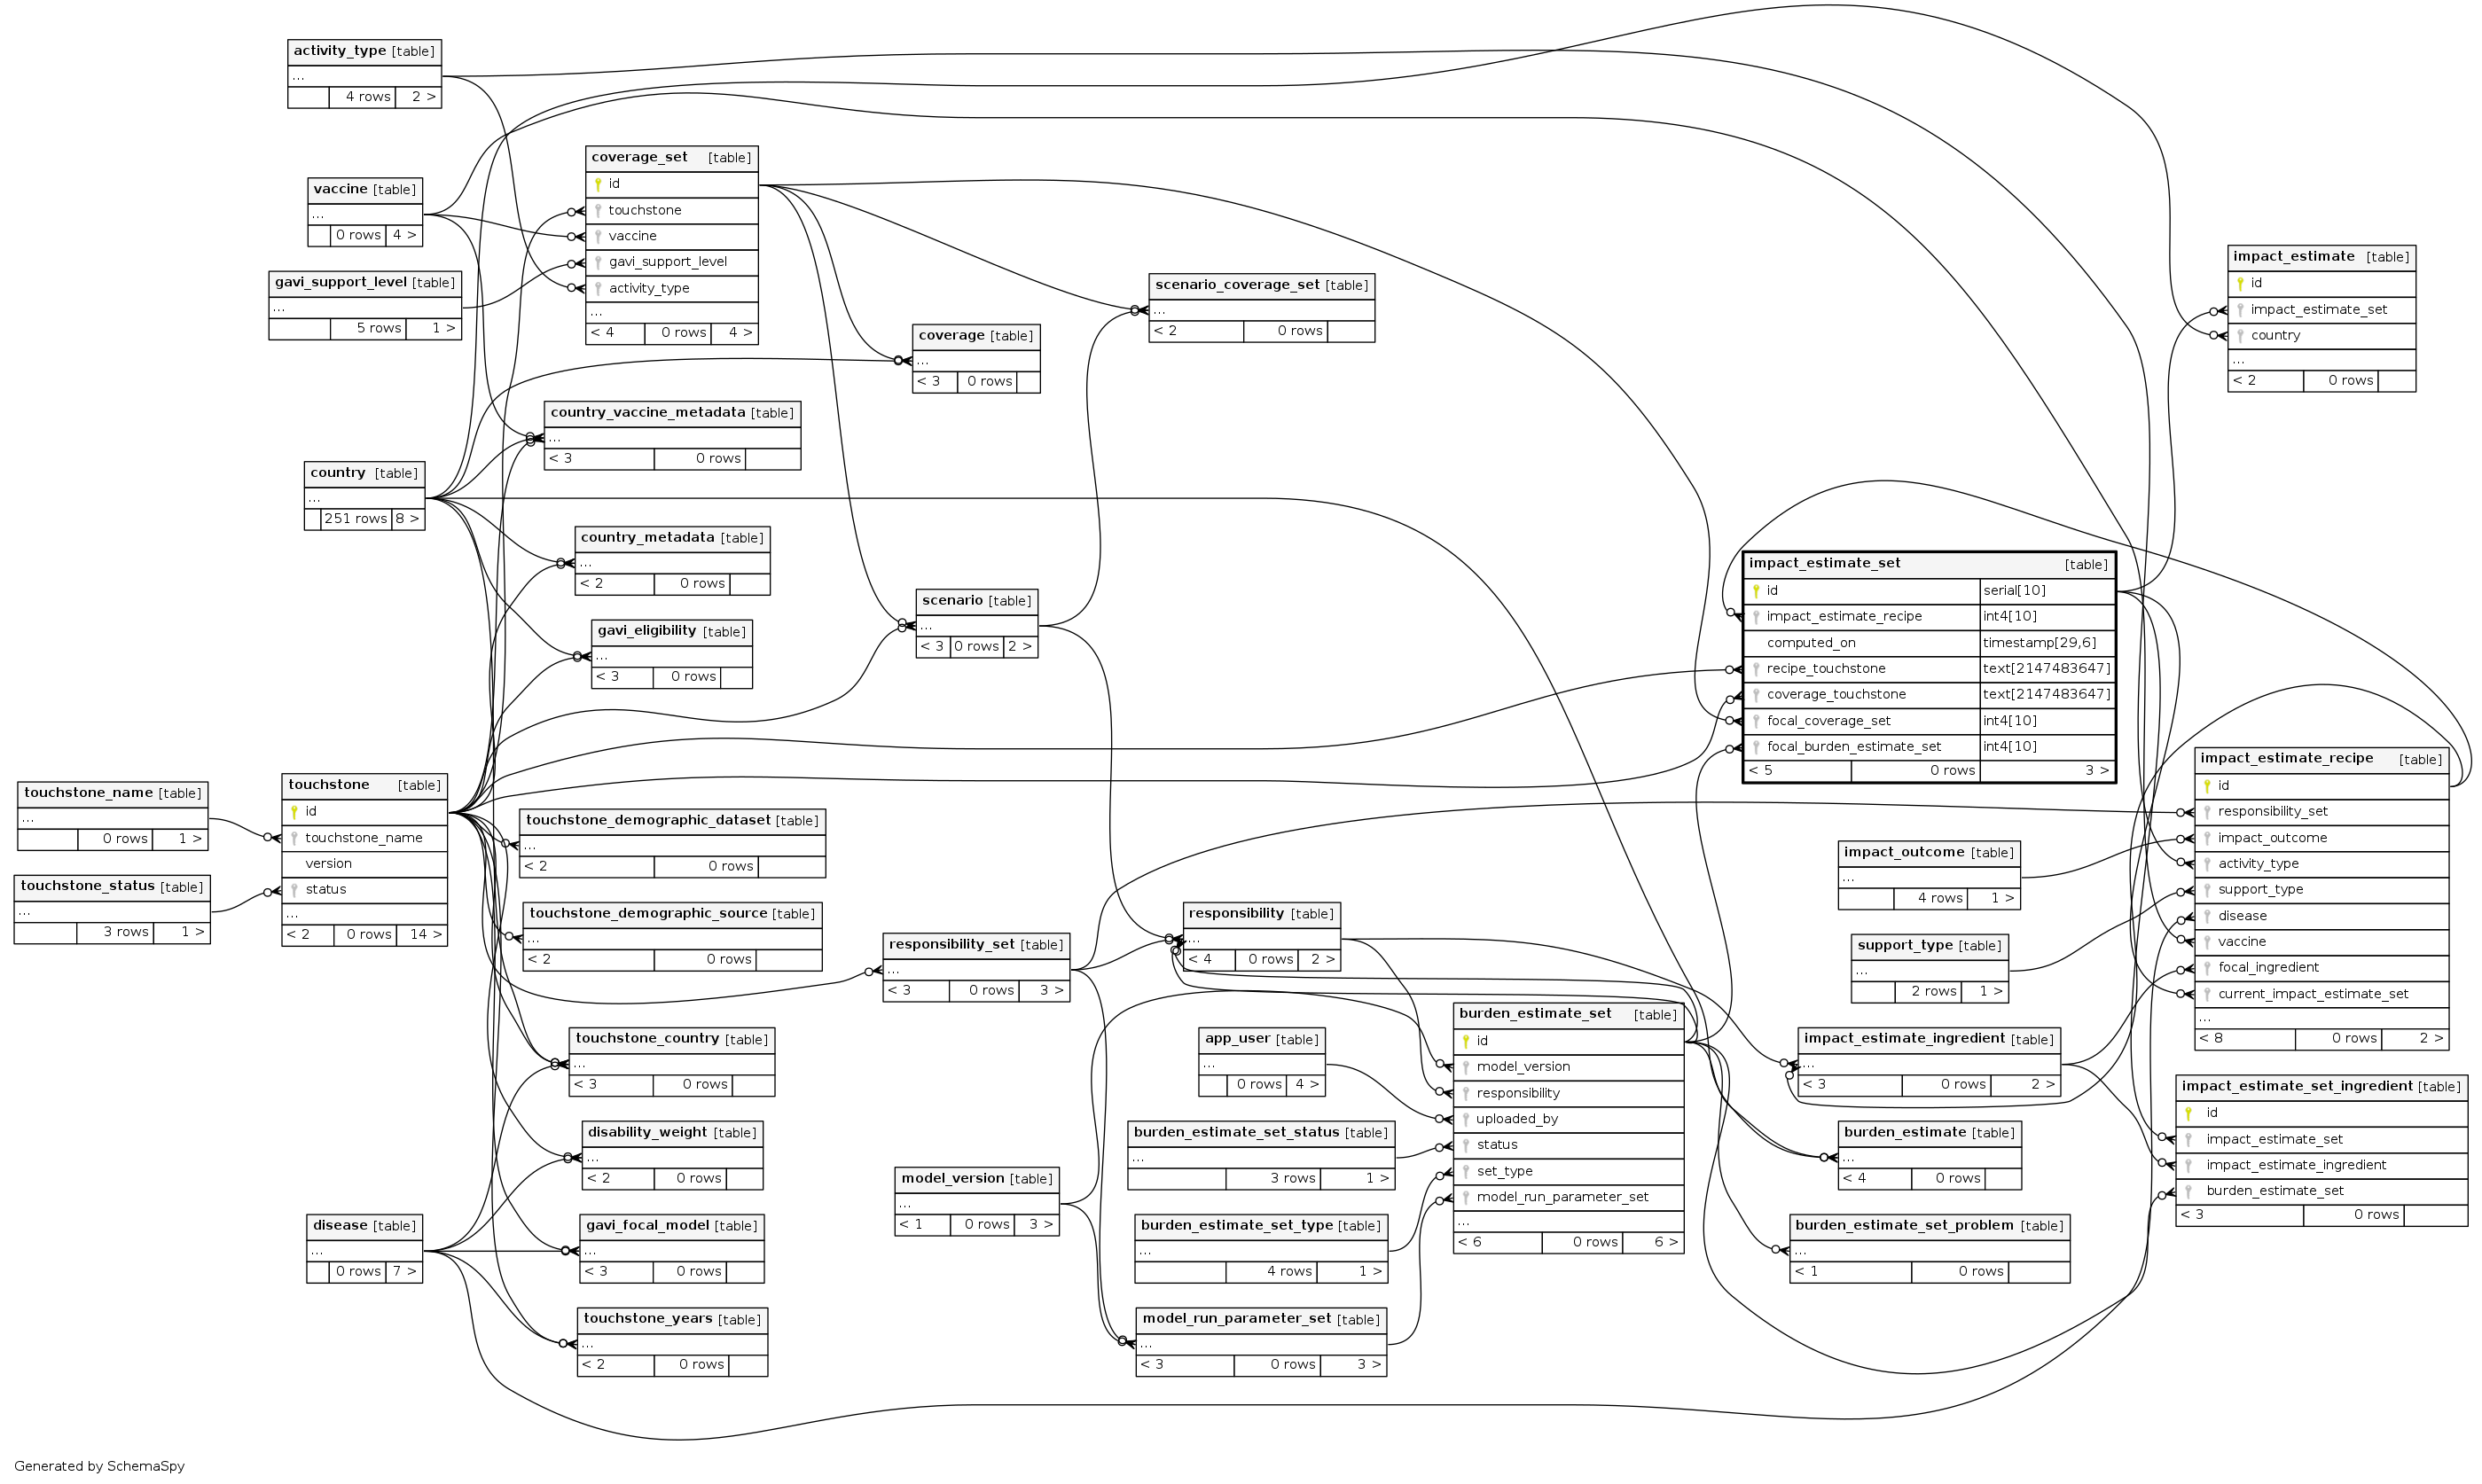 activity_type [table]
...
4 rows 2 >
vaccine [table]
...
0 rows 4 >
gavi_support_level [table]
...
5 rows 1 >
coverage_set [table]
id
touchstone
vaccine
gavi_support_level
activity_type
...
< 4 0 rows 4 >
scenario_coverage_set [table]
...
< 2 0 rows
coverage [table]
...
< 3 0 rows
impact_estimate [table]
id
impact_estimate_set
country
...
< 2 0 rows
country_vaccine_metadata [table]
...
< 3 0 rows
country [table]
...
251 rows 8 >
country_metadata [table]
...
< 2 0 rows
gavi_eligibility [table]
...
< 3 0 rows
scenario [table]
...
< 3 0 rows 2 >
impact_estimate_set [table]
id serial[10]
impact_estimate_recipe int4[10]
computed_on timestamp[29,6]
recipe_touchstone text[2147483647]
coverage_touchstone text[2147483647]
focal_coverage_set int4[10]
focal_burden_estimate_set int4[10]
< 5 0 rows 3 >
touchstone_name [table]
...
0 rows 1 >
touchstone_status [table]
...
3 rows 1 >
touchstone [table]
id
touchstone_name
version
status
...
< 2 0 rows 14 >
touchstone_demographic_dataset [table]
...
< 2 0 rows
touchstone_demographic_source [table]
...
< 2 0 rows
responsibility_set [table]
...
< 3 0 rows 3 >
responsibility [table]
...
< 4 0 rows 2 >
impact_outcome [table]
...
4 rows 1 >
support_type [table]
...
2 rows 1 >
impact_estimate_recipe [table]
id
responsibility_set
impact_outcome
activity_type
support_type
disease
vaccine
focal_ingredient
current_impact_estimate_set
...
< 8 0 rows 2 >
touchstone_country [table]
...
< 3 0 rows
disability_weight [table]
...
< 2 0 rows
disease [table]
...
0 rows 7 >
gavi_focal_model [table]
...
< 3 0 rows
touchstone_years [table]
...
< 2 0 rows
model_version [table]
...
< 1 0 rows 3 >
app_user [table]
...
0 rows 4 >
burden_estimate_set_status [table]
...
3 rows 1 >
burden_estimate_set_type [table]
...
4 rows 1 >
model_run_parameter_set [table]
...
< 3 0 rows 3 >
burden_estimate_set [table]
id
model_version
responsibility
uploaded_by
status
set_type
model_run_parameter_set
...
< 6 0 rows 6 >
impact_estimate_ingredient [table]
...
< 3 0 rows 2 >
burden_estimate [table]
...
< 4 0 rows
burden_estimate_set_problem [table]
...
< 1 0 rows
impact_estimate_set_ingredient [table]
id
impact_estimate_set
impact_estimate_ingredient
burden_estimate_set
< 3 0 rows
Generated by SchemaSpy